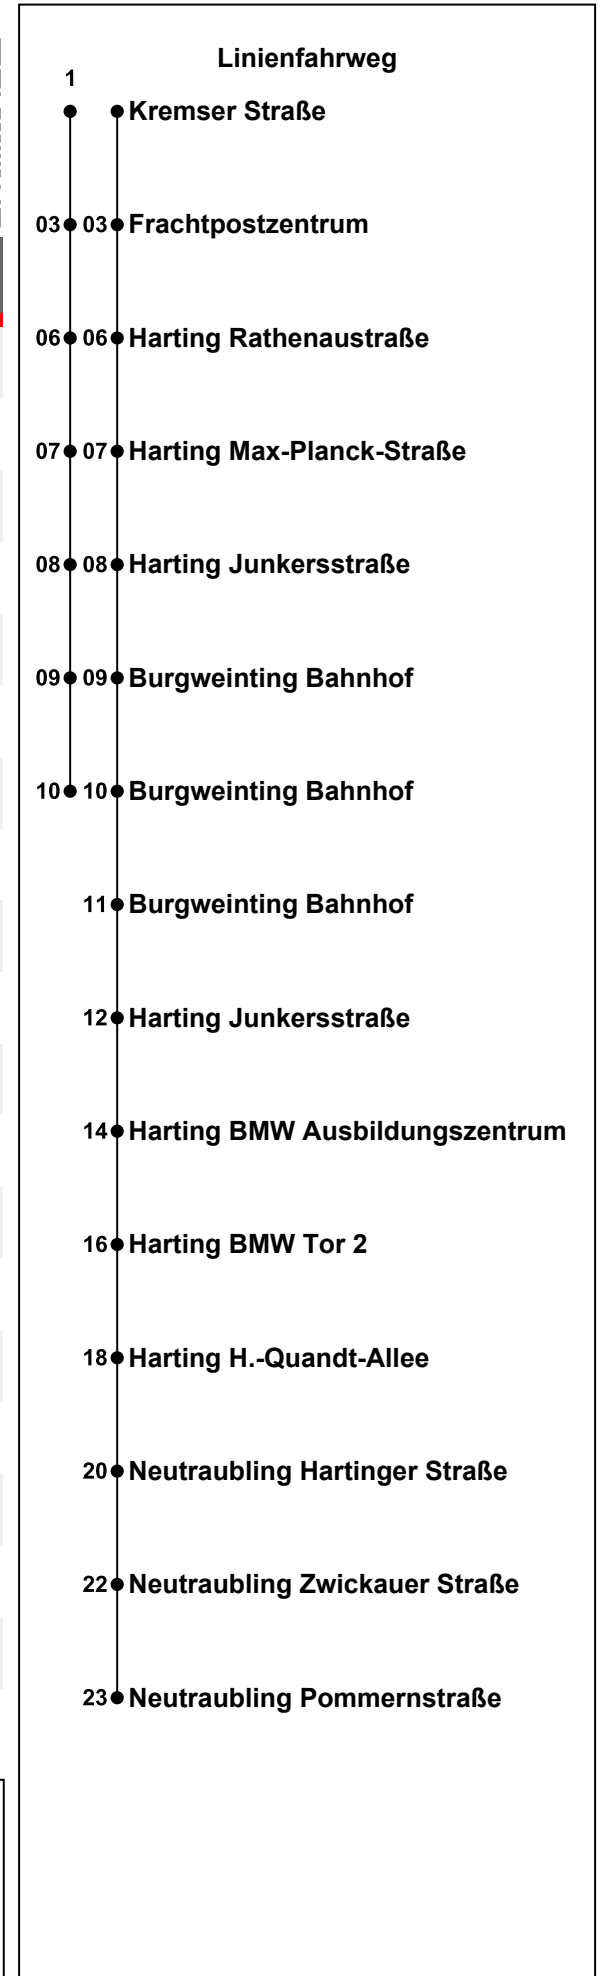 Linienfahrweg
1
Kremser Straße
03 03 Frachtpostzentrum
06 06 Harting Rathenaustraße
07 07 Harting Max-Planck-Straße
08 08 Harting Junkersstraße
09 09 Burgweinting Bahnhof
10 10 Burgweinting Bahnhof
11 Burgweinting Bahnhof
12 Harting Junkersstraße
14 Harting BMW Ausbildungszentrum
16 Harting BMW Tor 2
18 Harting H.-Quandt-Allee
20 Neutraubling Hartinger Straße
22 Neutraubling Zwickauer Straße
23 Neutraubling Pommernstraße